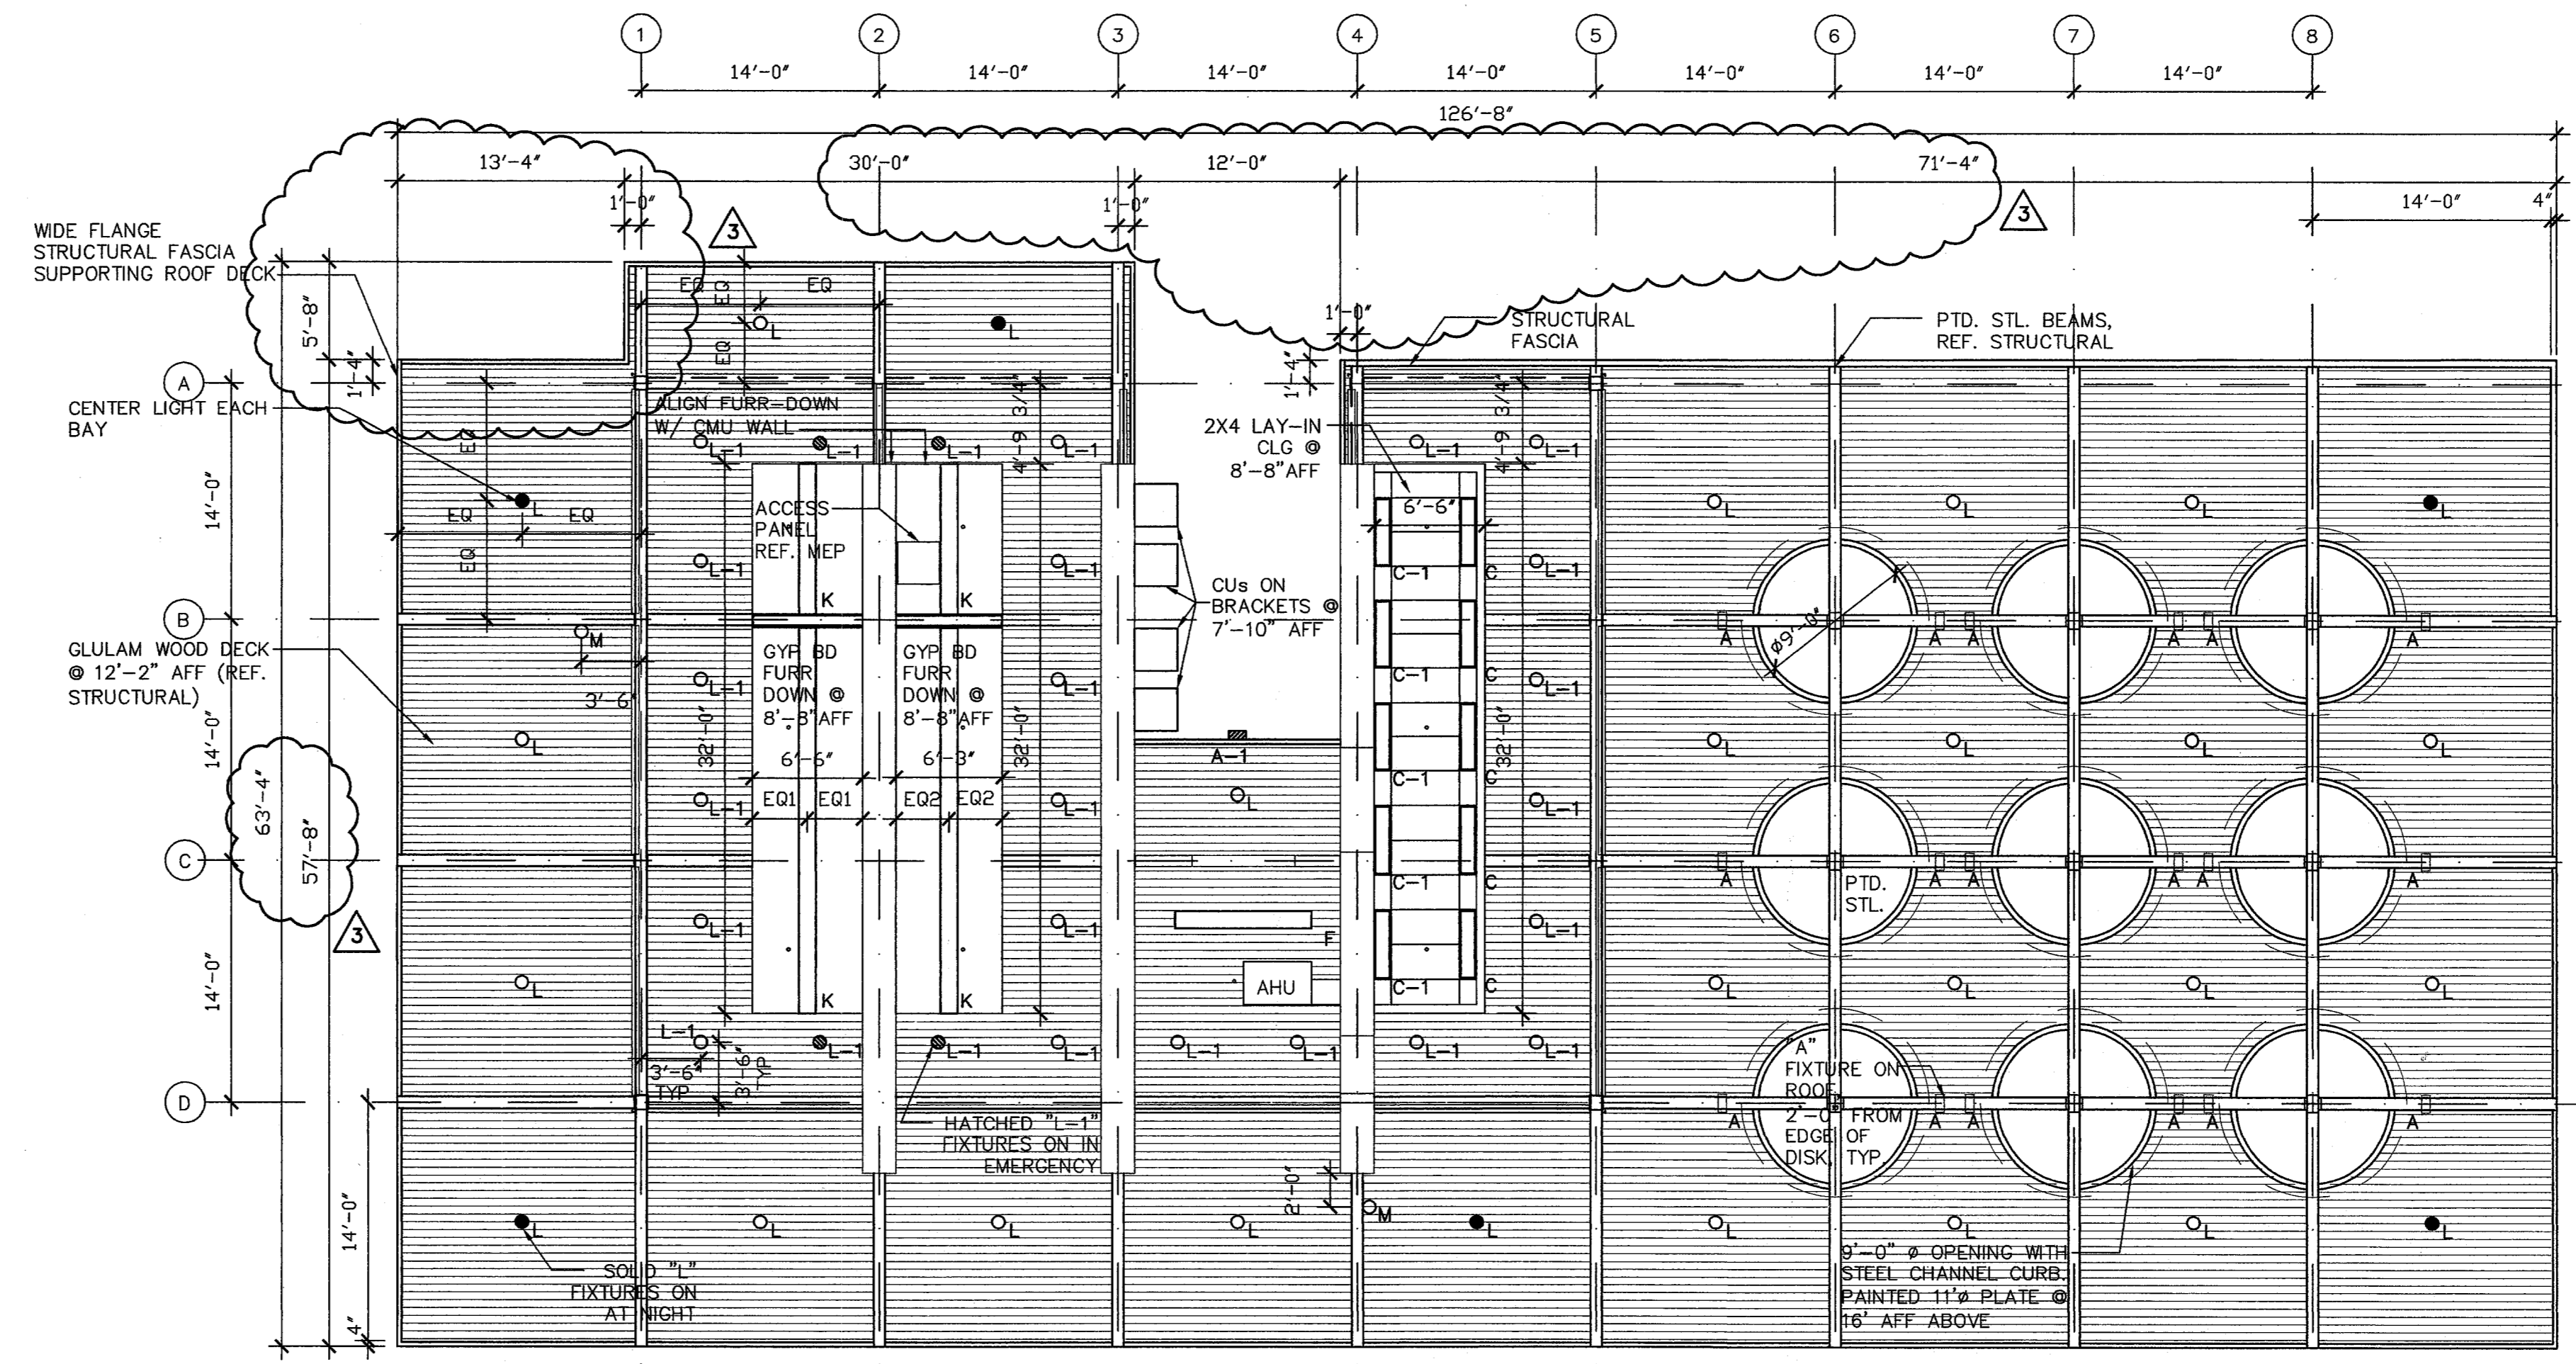 1 2 3 4 5 6 7 8
14'-0" 14'-0" 14'-0" 14'-0" 14'-0" 14'-0" 14'-0"
126'-8"
13'-4" 30'-0" 12'-0" 71'-4"
1'-0" 1'-0" 14'-0" 4"
3 3
WIDE FLANGE
STRUCTURAL FASCIA
SUPPORTING ROOF DECK
5'-8"
1'-4"
EQ EQ
EQ
EQ
L L
1'-0"
STRUCTURAL
FASCIA
PTD. STL. BEAMS,
REF. STRUCTURAL
1'-4"
A
CENTER LIGHT EACH
BAY
ALIGN FURR-DOWN
W/ CMU WALL
4'-9 3/4"
4'-9 3/4"
2X4 LAY-IN
CLG @
8'-8"AFF
L-1 L-1 L-1 L-1 L-1 L-1
EQ
EQ
EQ EQ
L
14'-0"
ACCESS
PANEL
REF. MEP
6'-6"
L L L L
L-1 L-1 L-1
C-1 C
K K
CUs ON
BRACKETS @
7'-10" AFF
B
M
3'-6"
GLULAM WOOD DECK
@ 12'-2" AFF (REF.
STRUCTURAL)
GYP BD
FURR
DOWN @
8'-8"AFF
GYP BD
FURR
DOWN @
8'-8"AFF
ø9'-0"
A A A A A A
L-1 L-1 L-1
C-1 C
32'-0" 32'-0" 32'-0"
14'-0"
L
6'-6" 6'-3"
A-1
L
L L L L
C-1 C
EQ1 EQ1 EQ2 EQ2
L-1 L-1 L-1
63'-4"
57'-8"
3
C
C-1 C
PTD.
STL.
A A A A A A
L-1 L-1 L-1
F
14'-0"
L
AHU
C-1 C
K K
L L L L
L-1 L-1 L-1 L-1 L-1 L-1 L-1 L-1
3'-6"
TYP
3'-6"
TYP
D
"A"
FIXTURE ON
ROOF
2'-0" FROM
EDGE OF
DISK, TYP.
A A A A A A
HATCHED "L-1"
FIXTURES ON IN
EMERGENCY
2'-0"
M
14'-0"
L L L L L L L L L
SOLID "L"
FIXTURES ON
AT NIGHT
9'-0" ø OPENING WITH
STEEL CHANNEL CURB.
PAINTED 11'ø PLATE @
16' AFF ABOVE
4"